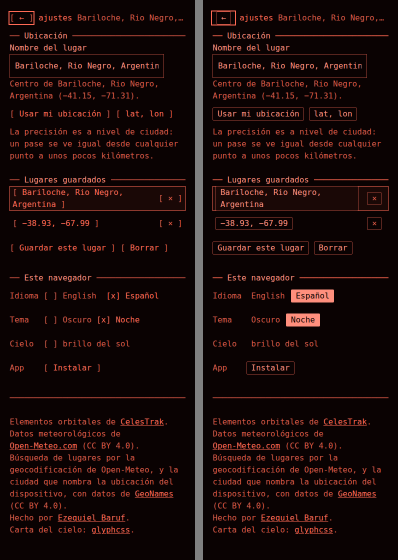 [ ← ] ajustes Bariloche, Río Negro,…
Ubicación
Nombre del lugar
Bariloche, Río Negro, Argentin
Centro de Bariloche, Río Negro,
Argentina (−41.15, −71.31).
[ Usar mi ubicación ] [ lat, lon ]
La precisión es a nivel de ciudad:
un pase se ve igual desde cualquier
punto a unos pocos kilómetros.
Lugares guardados
[ Bariloche, Río Negro,
Argentina ] [ × ]
[ −38.93, −67.99 ] [ × ]
[ Guardar este lugar ] [ Borrar ]
Este navegador
Idioma [ ] English [x] Español
Tema [ ] Oscuro [x] Noche
Cielo [ ] brillo del sol
App [ Instalar ]
Elementos orbitales de CelesTrak.
Datos meteorológicos de
Open-Meteo.com (CC BY 4.0).
Búsqueda de lugares por la
geocodificación de Open-Meteo, y la
ciudad que nombra la ubicación del
dispositivo, con datos de GeoNames
(CC BY 4.0).
Hecho por Ezequiel Baruf.
Carta del cielo: glyphcss.
← ajustes Bariloche, Río Negro,…
Ubicación
Nombre del lugar
Bariloche, Río Negro, Argentin
Centro de Bariloche, Río Negro,
Argentina (−41.15, −71.31).
Usar mi ubicación lat, lon
La precisión es a nivel de ciudad:
un pase se ve igual desde cualquier
punto a unos pocos kilómetros.
Lugares guardados
Bariloche, Río Negro,
Argentina ×
−38.93, −67.99 ×
Guardar este lugar Borrar
Este navegador
Idioma English Español
Tema Oscuro Noche
Cielo brillo del sol
App Instalar
Elementos orbitales de CelesTrak.
Datos meteorológicos de
Open-Meteo.com (CC BY 4.0).
Búsqueda de lugares por la
geocodificación de Open-Meteo, y la
ciudad que nombra la ubicación del
dispositivo, con datos de GeoNames
(CC BY 4.0).
Hecho por Ezequiel Baruf.
Carta del cielo: glyphcss.